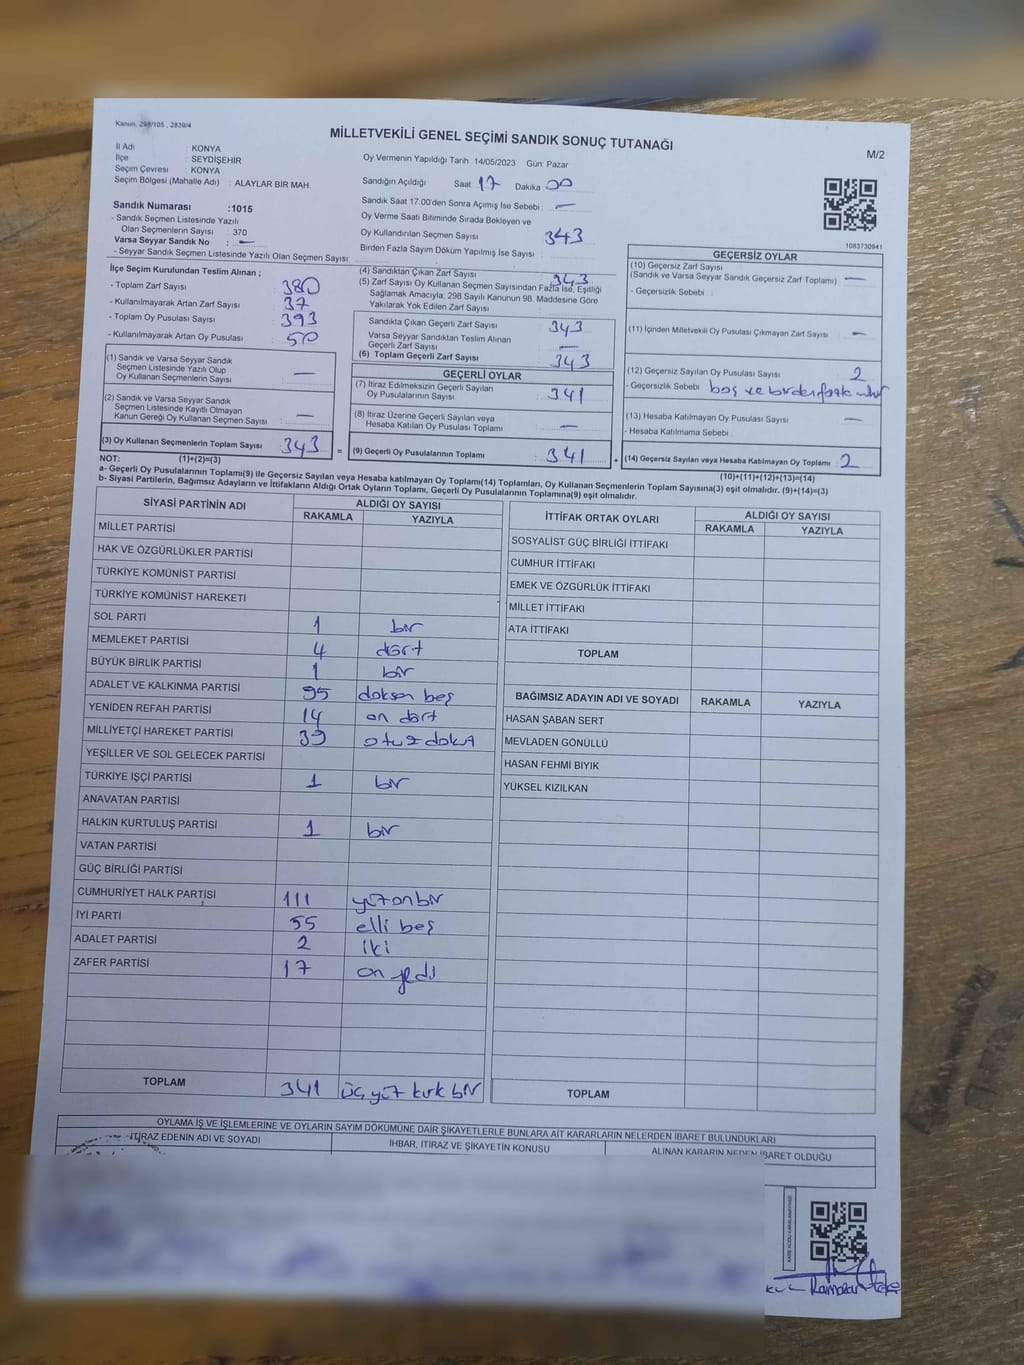 Kanun, 298/105 , 2839/4
MİLLETVEKİLİ GENEL SEÇİMİ SANDIK SONUÇ TUTANAĞI
M/2
İl Adı : KONYA
İlçe : SEYDİŞEHİR
Seçim Çevresi : KONYA
Seçim Bölgesi (Mahalle Adı) : ALAYLAR BİR MAH.
Oy Vermenin Yapıldığı Tarih :14/05/2023 Gün: Pazar
Sandığın Açıldığı Saat: 17 Dakika: 00
Sandık Saat 17.00'den Sonra Açımış İse Sebebi : —
Oy Verme Saati Bitiminde Sırada Bekleyen ve
Oy Kullandırılan Seçmen Sayısı 343
Birden Fazla Sayım Döküm Yapılmış İse Sayısı :
Sandık Numarası :1015
- Sandık Seçmen Listesinde Yazılı
Olan Seçmenlerin Sayısı : 370
Varsa Seyyar Sandık No : —
- Seyyar Sandık Seçmen Listesinde Yazılı Olan Seçmen Sayısı:
1083730941
İlçe Seçim Kurulundan Teslim Alınan ;
- Toplam Zarf Sayısı 380
- Kullanılmayarak Artan Zarf Sayısı 37
- Toplam Oy Pusulası Sayısı 393
- Kullanılmayarak Artan Oy Pusulası 50
(1) Sandık ve Varsa Seyyar Sandık
Seçmen Listesinde Yazılı Olup
Oy Kullanan Seçmenlerin Sayısı —
(2) Sandık ve Varsa Seyyar Sandık
Seçmen Listesinde Kayıtlı Olmayan
Kanun Gereği Oy Kullanan Seçmen Sayısı —
(3) Oy Kullanan Seçmenlerin Toplam Sayısı 343 =
(4) Sandıktan Çıkan Zarf Sayısı 343
(5) Zarf Sayısı Oy Kullanan Seçmen Sayısından Fazla İse, Eşitliği
Sağlamak Amacıyla, 298 Sayılı Kanunun 98. Maddesine Göre
Yakılarak Yok Edilen Zarf Sayısı
Sandıkta Çıkan Geçerli Zarf Sayısı 343
Varsa Seyyar Sandıktan Teslim Alınan
Geçerli Zarf Sayısı —
(6) Toplam Geçerli Zarf Sayısı 343
GEÇERLİ OYLAR
(7) İtiraz Edilmeksizin Geçerli Sayılan
Oy Pusulalarının Sayısı 341
(8) İtiraz Üzerine Geçerli Sayılan veya
Hesaba Katılan Oy Pusulası Toplamı —
(9) Geçerli Oy Pusulalarının Toplamı 341 +
GEÇERSİZ OYLAR
(10) Geçersiz Zarf Sayısı
(Sandık ve Varsa Seyyar Sandık Geçersiz Zarf Toplamı) —
- Geçersizlik Sebebi :
(11) İçinden Milletvekili Oy Pusulası Çıkmayan Zarf Sayısı —
(12) Geçersiz Sayılan Oy Pusulası Sayısı 2
- Geçersizlik Sebebi boş ve birden fazla
(13) Hesaba Katılmayan Oy Pusulası Sayısı —
- Hesaba Katılmama Sebebi :
(14) Geçersiz Sayılan veya Hesaba Katılmayan Oy Toplamı 2
NOT: (1)+(2)=(3)
(10)+(11)+(12)+(13)=(14)
a- Geçerli Oy Pusulalarının Toplamı(9) ile Geçersiz Sayılan veya Hesaba katılmayan Oy Toplamı(14) Toplamları, Oy Kullanan Seçmenlerin Toplam Sayısına(3) eşit olmalıdır. (9)+(14)=(3)
b- Siyasi Partilerin, Bağımsız Adayların ve İttifakların Aldığı Ortak Oyların Toplamı, Geçerli Oy Pusulalarının Toplamına(9) eşit olmalıdır.
SİYASİ PARTİNİN ADI ALDIĞI OY SAYISI
RAKAMLA YAZIYLA
MİLLET PARTİSİ
HAK VE ÖZGÜRLÜKLER PARTİSİ
TÜRKİYE KOMÜNİST PARTİSİ
TÜRKİYE KOMÜNİST HAREKETİ
SOL PARTİ 1 bir
MEMLEKET PARTİSİ 4 dört
BÜYÜK BİRLİK PARTİSİ 1 bir
ADALET VE KALKINMA PARTİSİ 95 doksan beş
YENİDEN REFAH PARTİSİ 14 on dört
MİLLİYETÇİ HAREKET PARTİSİ 39 otuz dokuz
YEŞİLLER VE SOL GELECEK PARTİSİ
TÜRKİYE İŞÇİ PARTİSİ 1 bir
ANAVATAN PARTİSİ
HALKIN KURTULUŞ PARTİSİ 1 bir
VATAN PARTİSİ
GÜÇ BİRLİĞİ PARTİSİ
CUMHURİYET HALK PARTİSİ 111 yüz on bir
İYİ PARTİ 55 elli beş
ADALET PARTİSİ 2 iki
ZAFER PARTİSİ 17 on yedi
TOPLAM 341 üç yüz kırk bir
İTTİFAK ORTAK OYLARI ALDIĞI OY SAYISI
RAKAMLA YAZIYLA
SOSYALİST GÜÇ BİRLİĞİ İTTİFAKI
CUMHUR İTTİFAKI
EMEK VE ÖZGÜRLÜK İTTİFAKI
MİLLET İTTİFAKI
ATA İTTİFAKI
TOPLAM
BAĞIMSIZ ADAYIN ADI VE SOYADI RAKAMLA YAZIYLA
HASAN ŞABAN SERT
MEVLADEN GÖNÜLLÜ
HASAN FEHMİ BIYIK
YÜKSEL KIZILKAN
TOPLAM
OYLAMA İŞ VE İŞLEMLERİNE VE OYLARIN SAYIM DÖKÜMÜNE DAİR ŞİKAYETLERLE BUNLARA AİT KARARLARIN NELERDEN İBARET BULUNDUKLARI
İTİRAZ EDENİN ADI VE SOYADI İHBAR, İTİRAZ VE ŞİKAYETİN KONUSU ALINAN KARARIN NEDEN İBARET OLDUĞU